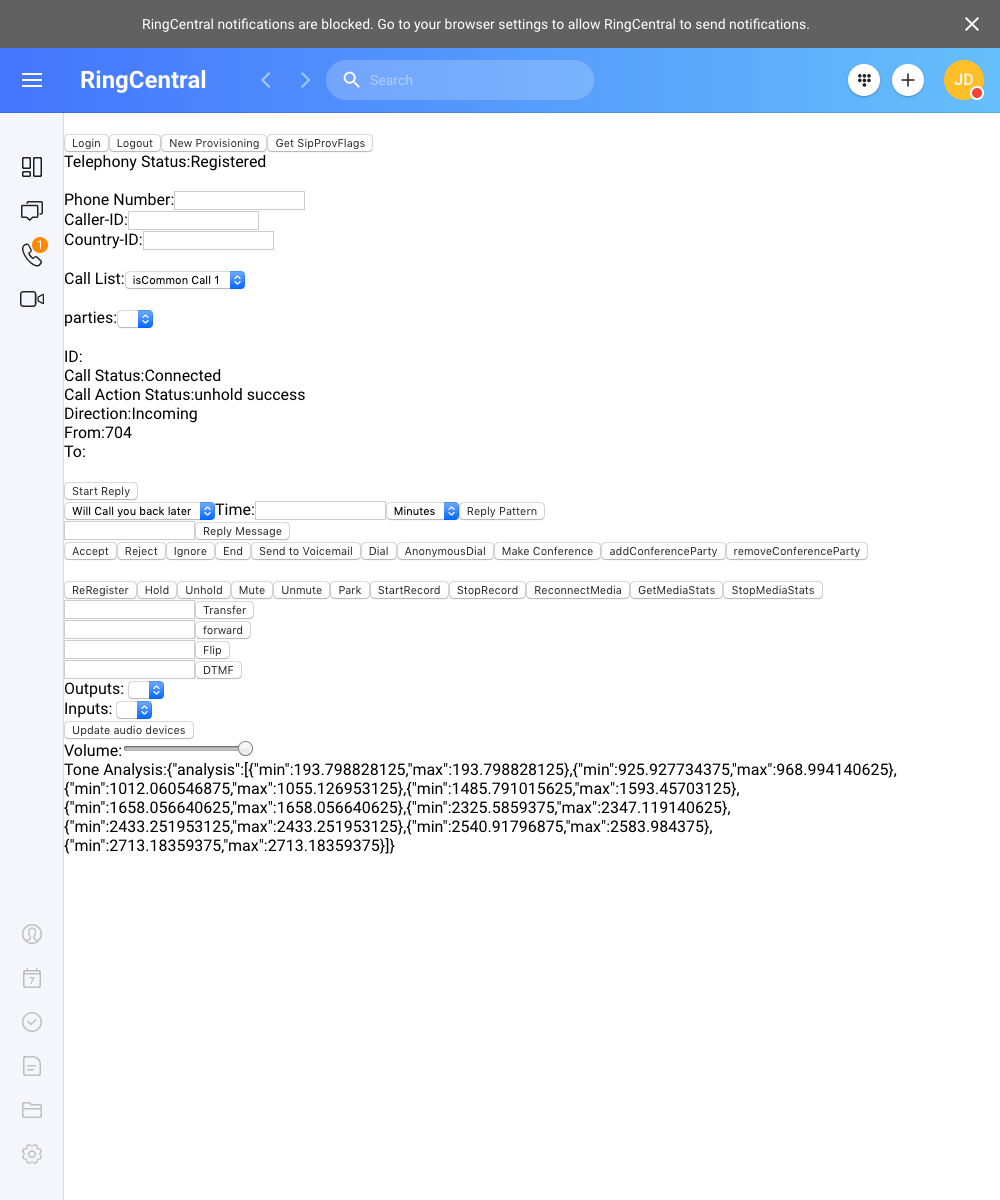 RingCentral notifications are blocked. Go to your browser settings to allow RingCentral to send notifications.
RingCentral Search JD
Login Logout New Provisioning Get SipProvFlags
Telephony Status:Registered
1
Phone Number:
Caller-ID:
Country-ID:
Call List: isCommon Call 1
parties:
ID:
Call Status:Connected
Call Action Status:unhold success
Direction:Incoming
From:704
To:
Start Reply
Will Call you back later Time: Minutes Reply Pattern
Reply Message
Accept Reject Ignore End Send to Voicemail Dial AnonymousDial Make Conference addConferenceParty removeConferenceParty
ReRegister Hold Unhold Mute Unmute Park StartRecord StopRecord ReconnectMedia GetMediaStats StopMediaStats
Transfer
forward
Flip
DTMF
Outputs:
Inputs:
Update audio devices
Volume:
Tone Analysis:{"analysis":[{"min":193.798828125,"max":193.798828125},{"min":925.927734375,"max":968.994140625},
{"min":1012.060546875,"max":1055.126953125},{"min":1485.791015625,"max":1593.45703125},
{"min":1658.056640625,"max":1658.056640625},{"min":2325.5859375,"max":2347.119140625},
{"min":2433.251953125,"max":2433.251953125},{"min":2540.91796875,"max":2583.984375},
{"min":2713.18359375,"max":2713.18359375}]}
7